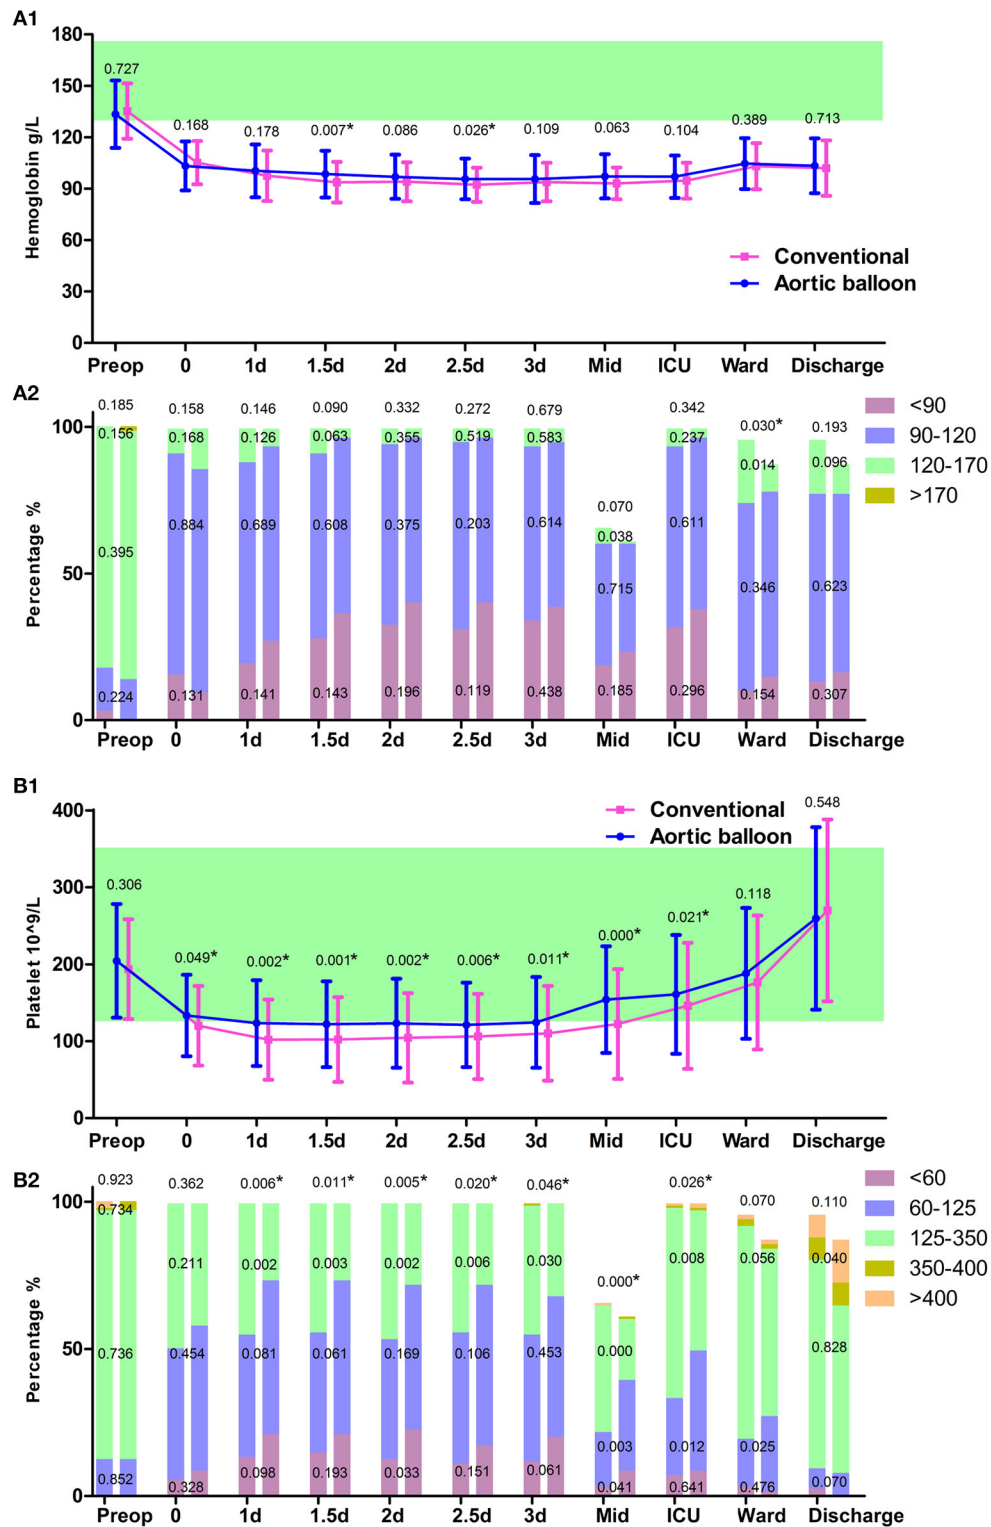 A1
180
150
120
90
60
30
0
Hemoglobin g/L
0.727
0.168
0.178
0.007*
0.086
0.026*
0.109
0.063
0.104
0.389
0.713
Conventional
Aortic balloon
Preop 0 1d 1.5d 2d 2.5d 3d Mid ICU Ward Discharge
A2
100
50
0
Percentage %
0.185 0.158 0.146 0.090 0.332 0.272 0.679 0.070 0.342 0.030* 0.193
0.156 0.168 0.126 0.063 0.355 0.519 0.583 0.038 0.237 0.014 0.096
0.395 0.884 0.689 0.608 0.375 0.203 0.614 0.715 0.611 0.346 0.623
0.224 0.131 0.141 0.143 0.196 0.119 0.438 0.185 0.296 0.154 0.307
<90
90-120
120-170
>170
Preop 0 1d 1.5d 2d 2.5d 3d Mid ICU Ward Discharge
B1
400
300
200
100
0
Platelet 10^9/L
Conventional
Aortic balloon
0.306
0.049*
0.002*
0.001*
0.002*
0.006*
0.011*
0.000*
0.021*
0.118
0.548
Preop 0 1d 1.5d 2d 2.5d 3d Mid ICU Ward Discharge
B2
100
50
0
Percentage %
0.923 0.362 0.006* 0.011* 0.005* 0.020* 0.046* 0.000* 0.026* 0.070 0.110
0.734
0.211 0.002 0.003 0.002 0.006 0.030 0.000 0.008 0.056 0.040
0.736 0.454 0.081 0.061 0.169 0.106 0.453 0.003 0.012 0.025 0.828
0.852 0.328 0.098 0.193 0.033 0.151 0.061 0.041 0.641 0.476 0.070
<60
60-125
125-350
350-400
>400
Preop 0 1d 1.5d 2d 2.5d 3d Mid ICU Ward Discharge